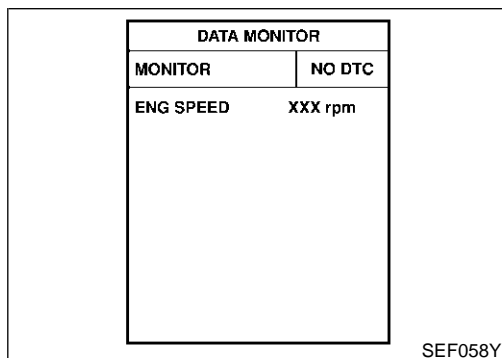 DATA MONITOR
MONITOR NO DTC
ENG SPEED XXX rpm
SEF058Y